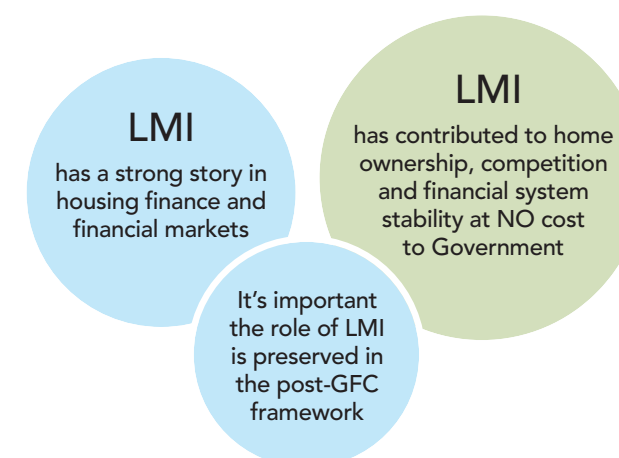 LMI
has a strong story in
housing finance and
financial markets
LMI
has contributed to home
ownership, competition
and financial system
stability at NO cost
to Government
It's important
the role of LMI
is preserved in
the post-GFC
framework